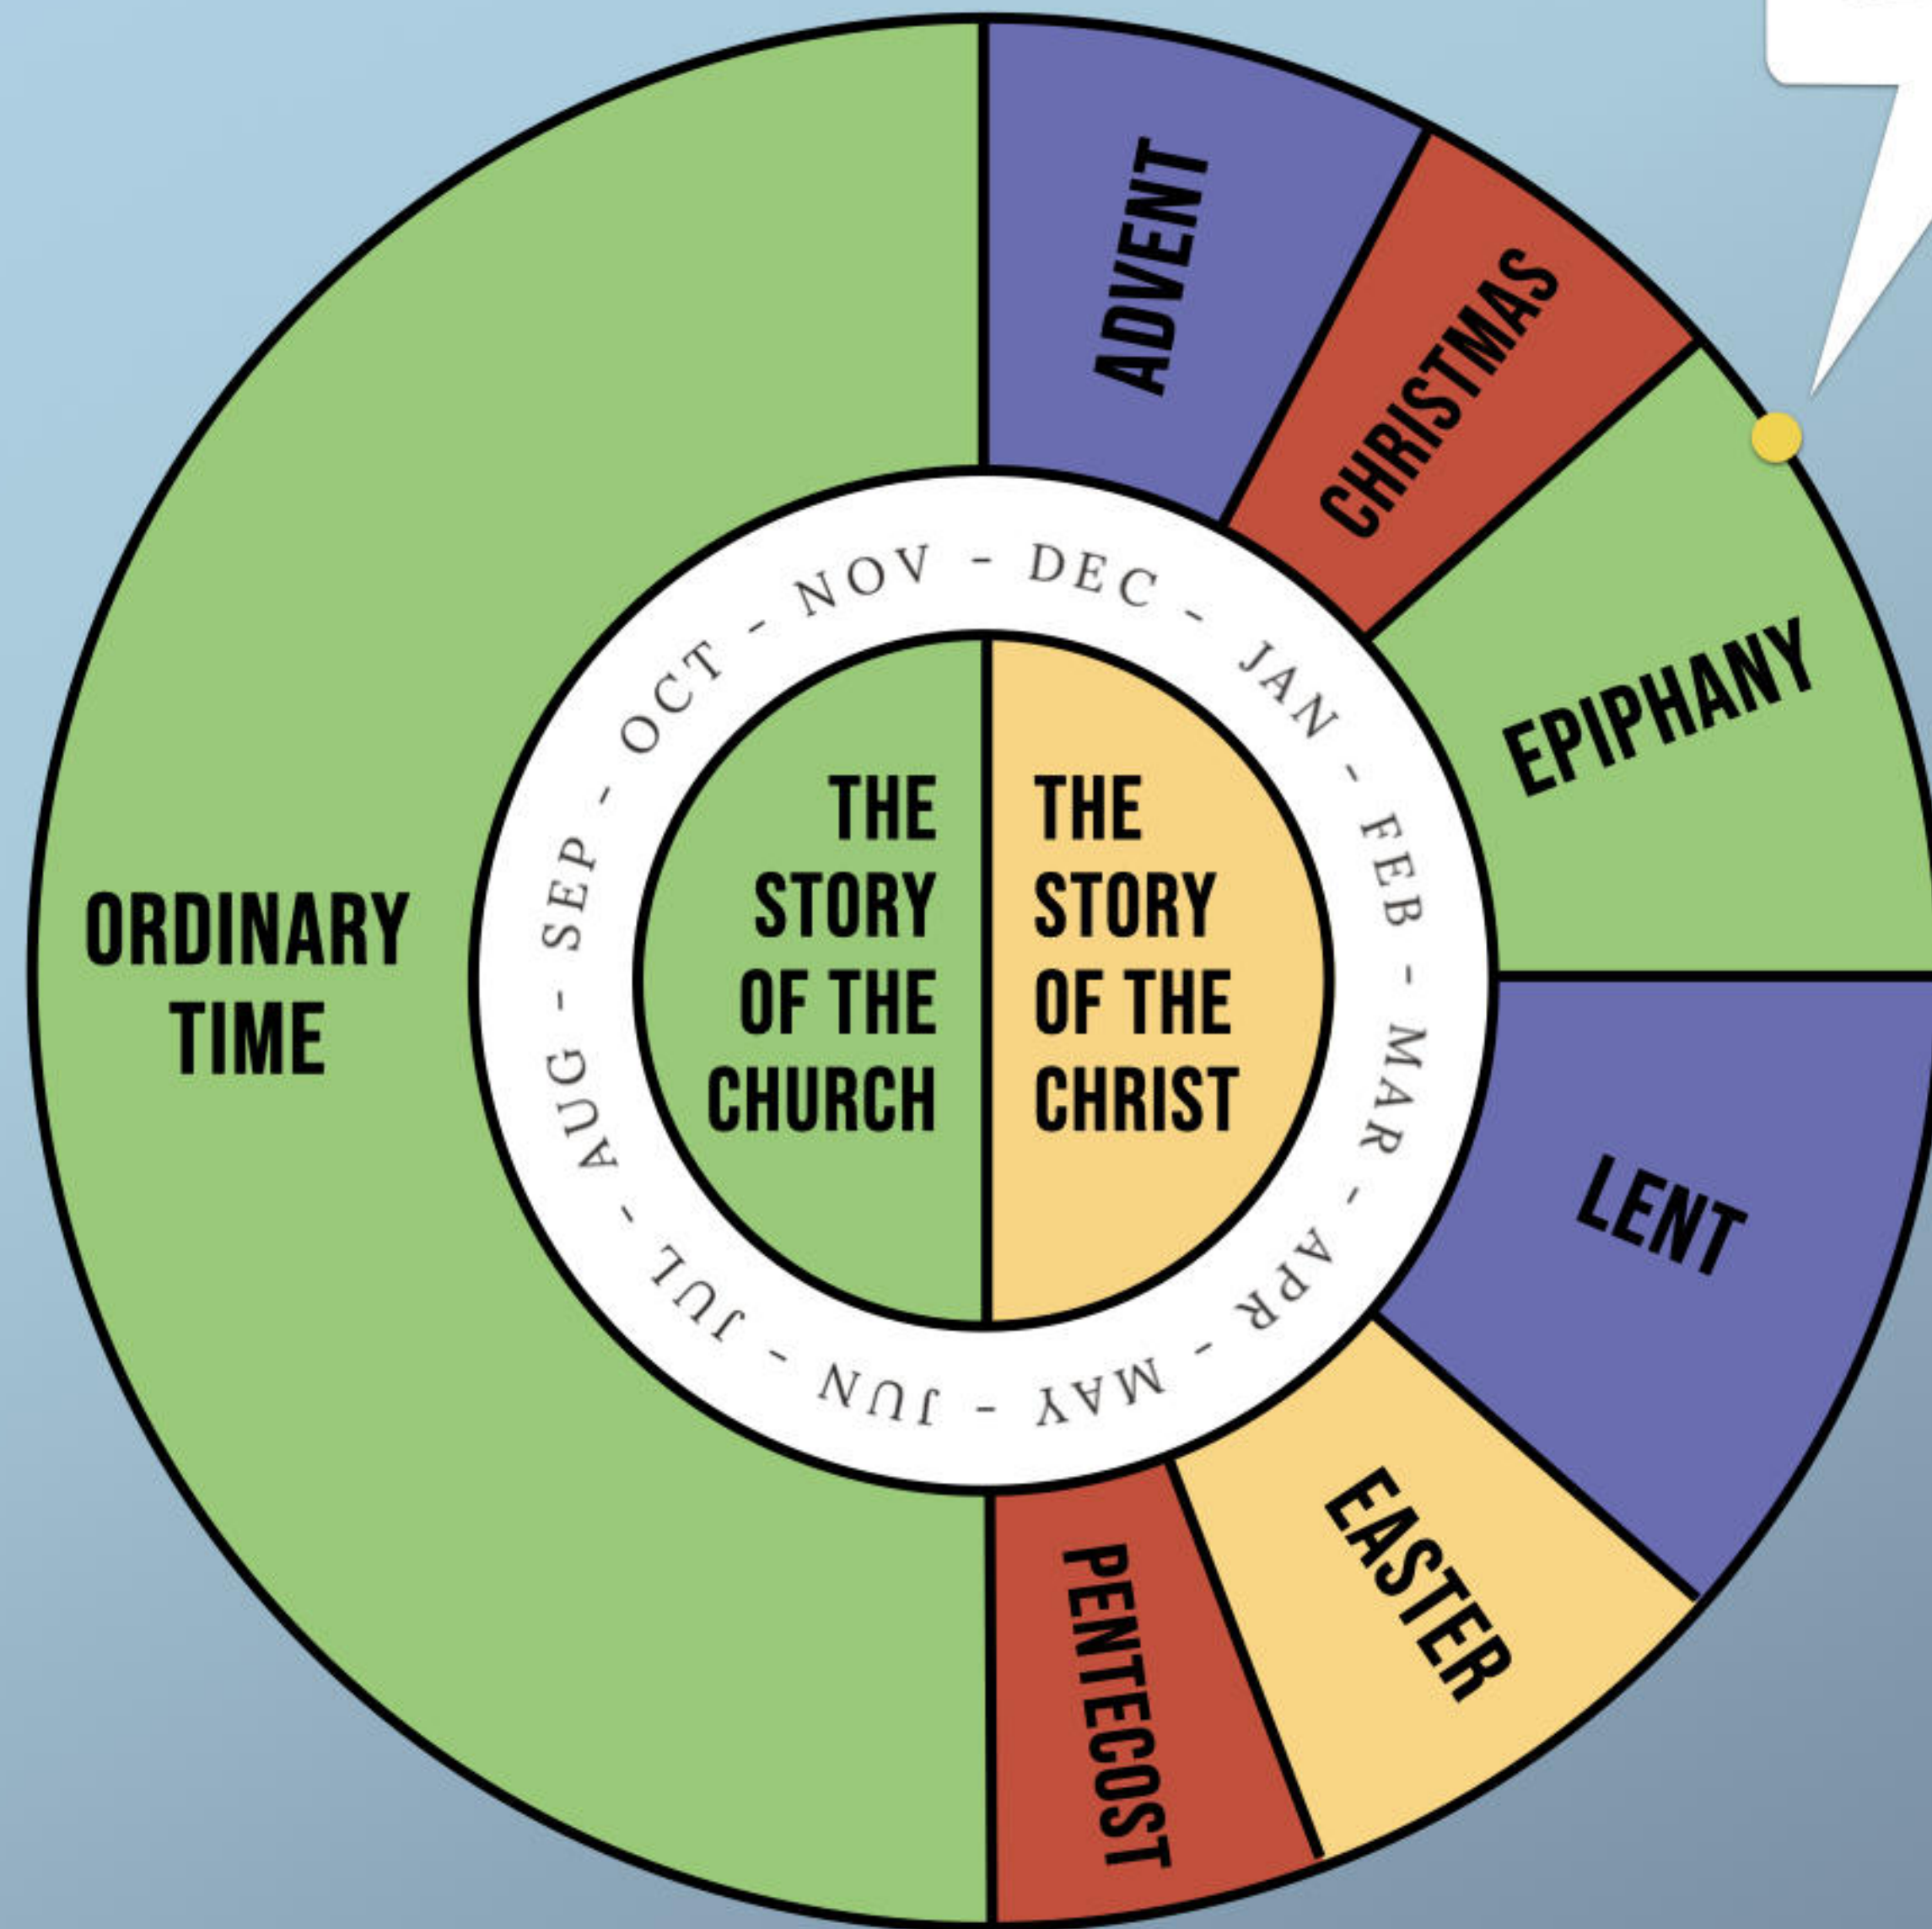 ADVENT
CHRISTMAS
EPIPHANY
LENT
EASTER
PENTECOST
ORDINARY
TIME
DEC - JAN - FEB - MAR - APR - MAY - JUN - JUL - AUG - SEP - OCT - NOV -
THE
STORY
OF THE
CHURCH
THE
STORY
OF THE
CHRIST